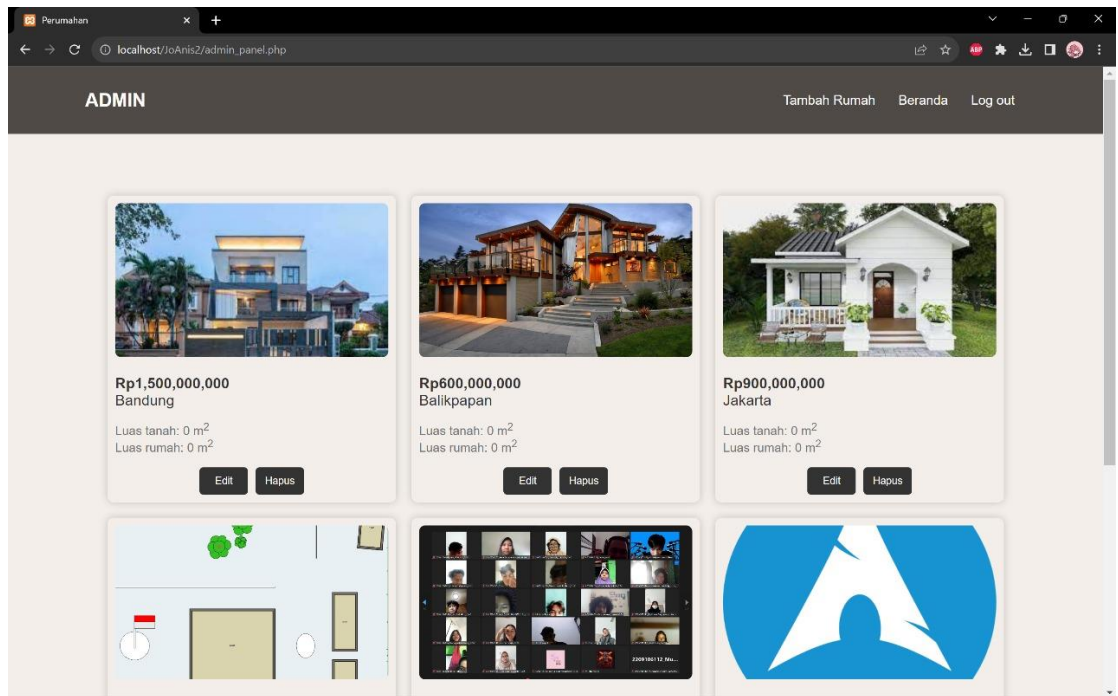 Perumahan
localhost/JoAnis2/admin_panel.php
ABP
ADMIN
Tambah Rumah Beranda Log out
Rp1,500,000,000
Bandung
Luas tanah: 0 m²
Luas rumah: 0 m²
Edit Hapus
Rp600,000,000
Balikpapan
Luas tanah: 0 m²
Luas rumah: 0 m²
Edit Hapus
Rp900,000,000
Jakarta
Luas tanah: 0 m²
Luas rumah: 0 m²
Edit Hapus
2209106112_Mu...